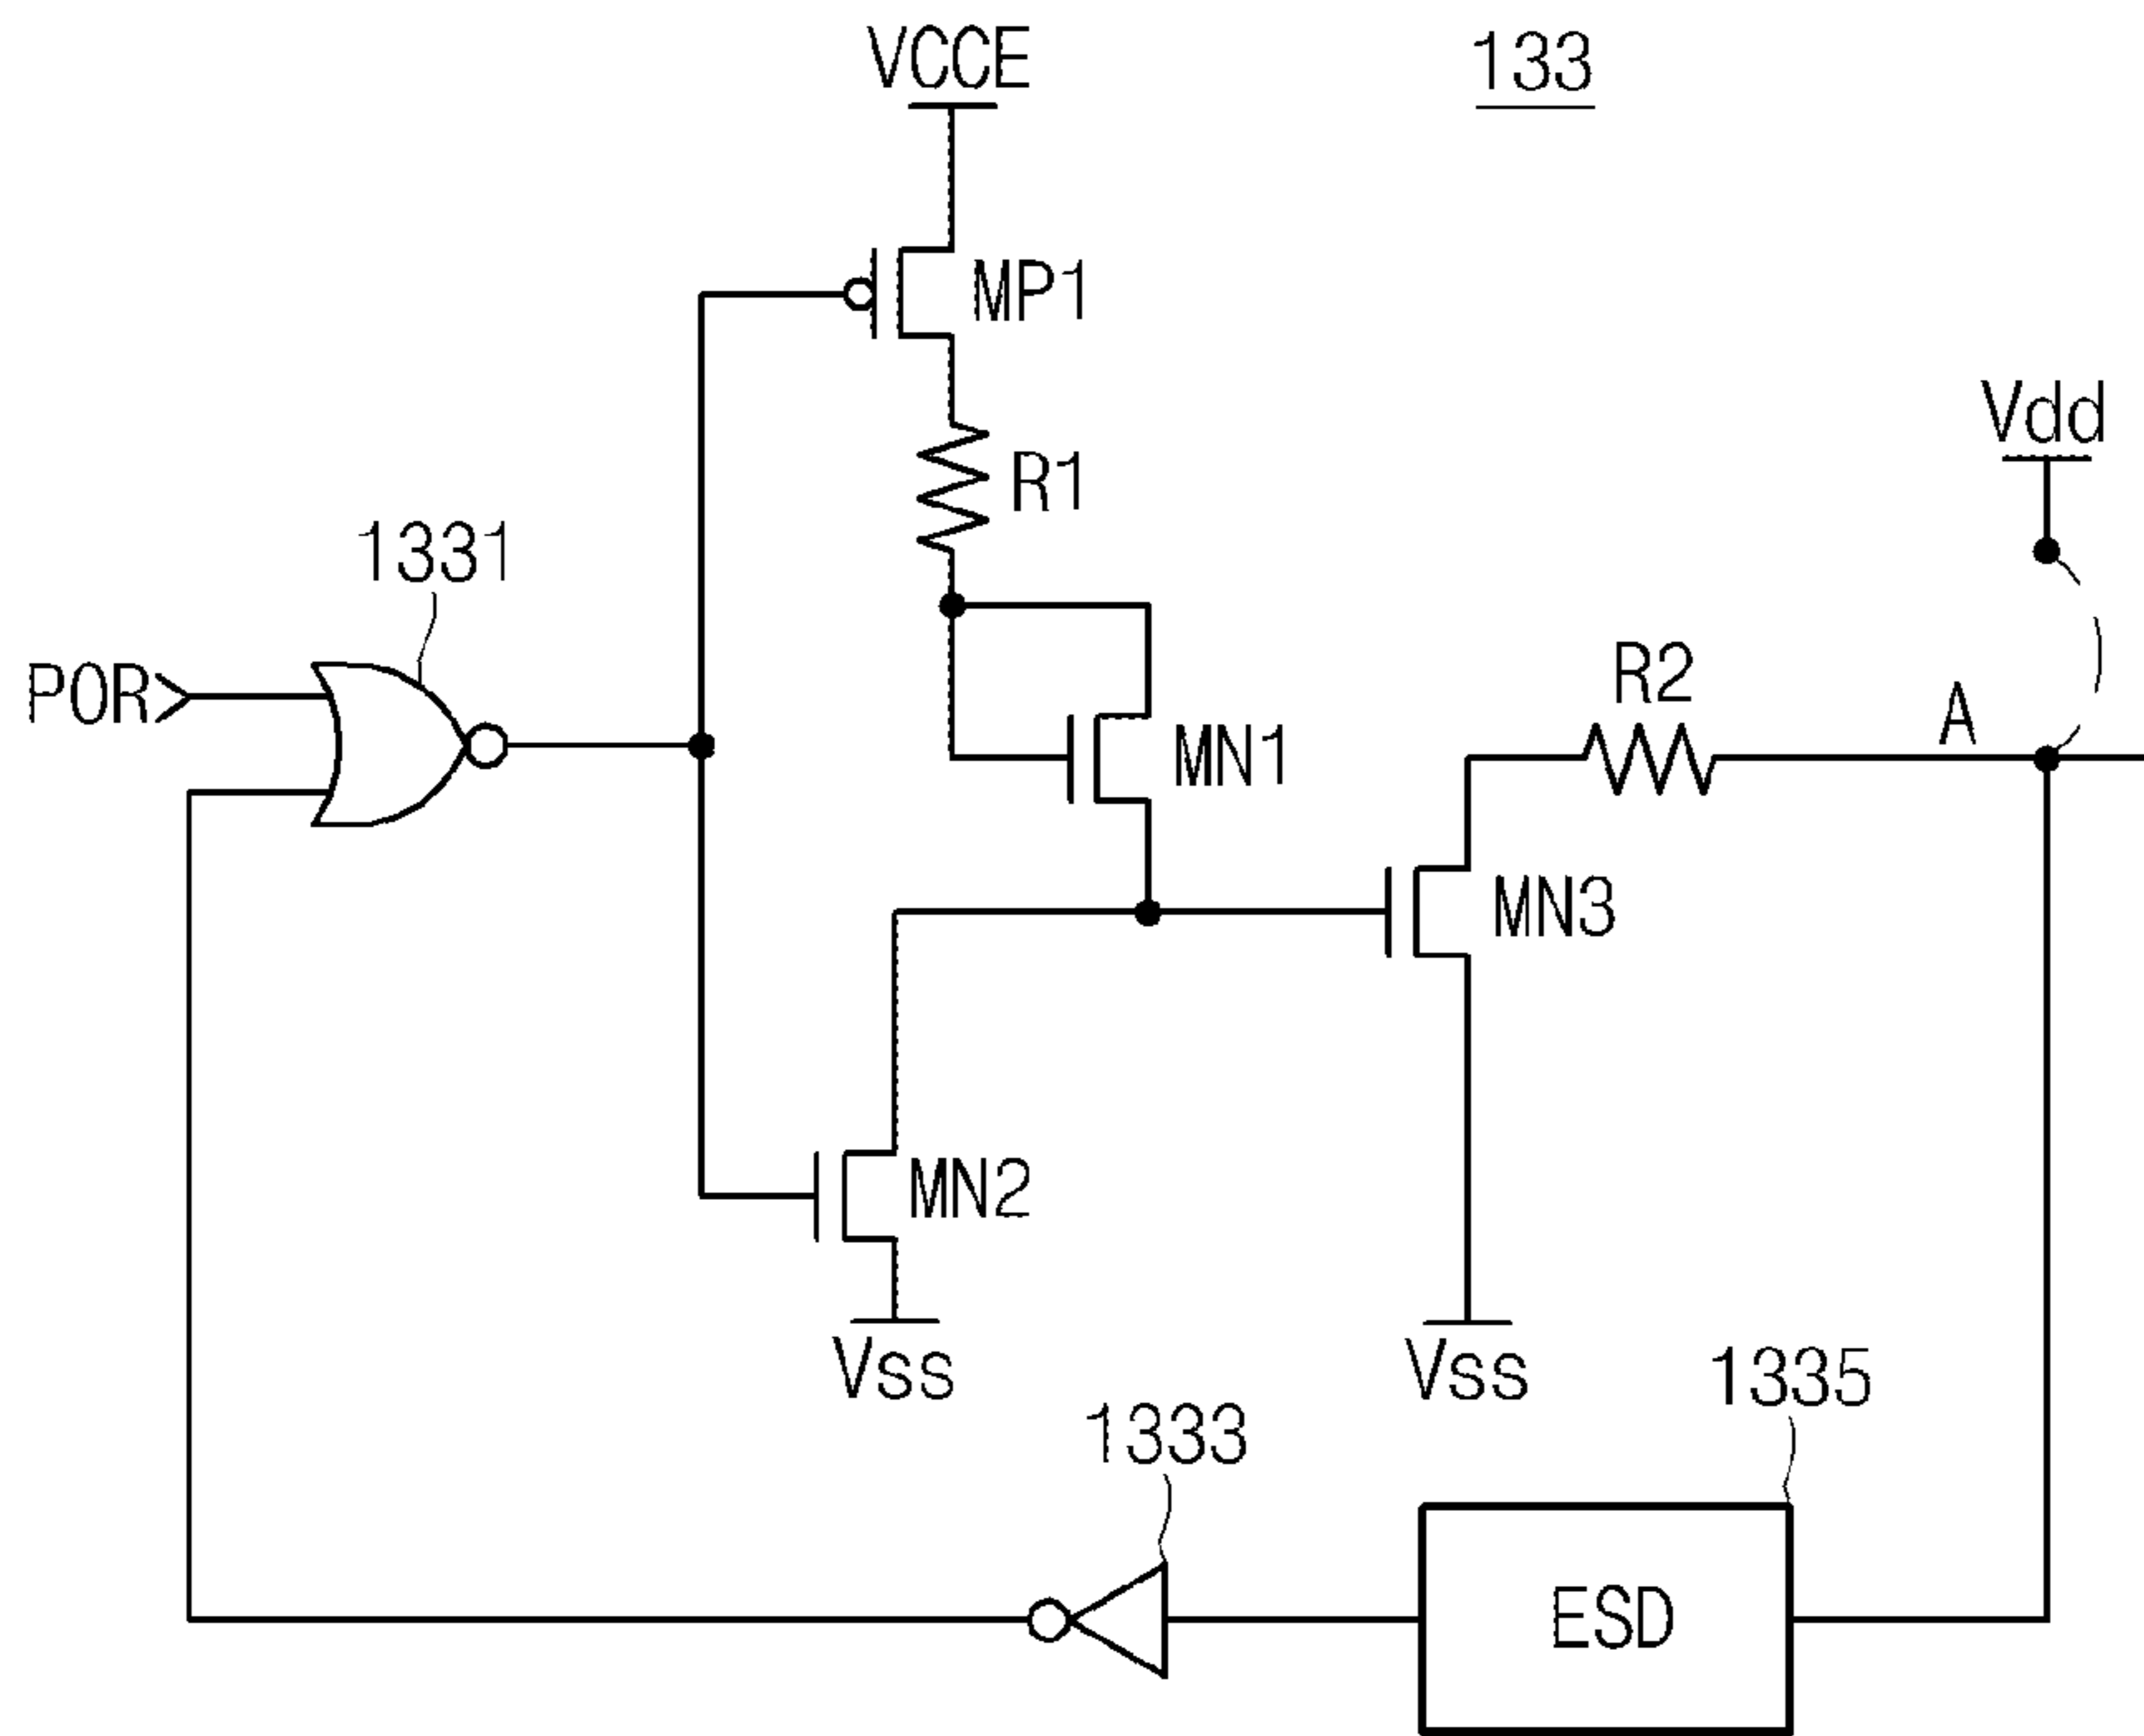 VCCE
133
MP1
Vdd
R1
1331
POR
R2
A
MN1
MN3
MN2
Vss
Vss
1335
1333
ESD